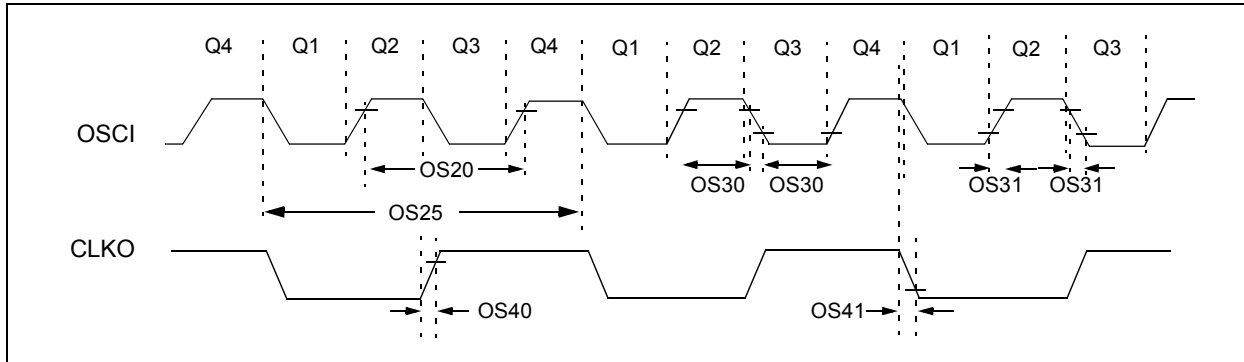 Q4 Q1 Q2 Q3 Q4 Q1 Q2 Q3 Q4 Q1 Q2 Q3
OSCI
OS20
OS30 OS30
OS31 OS31
OS25
CLKO
OS40
OS41